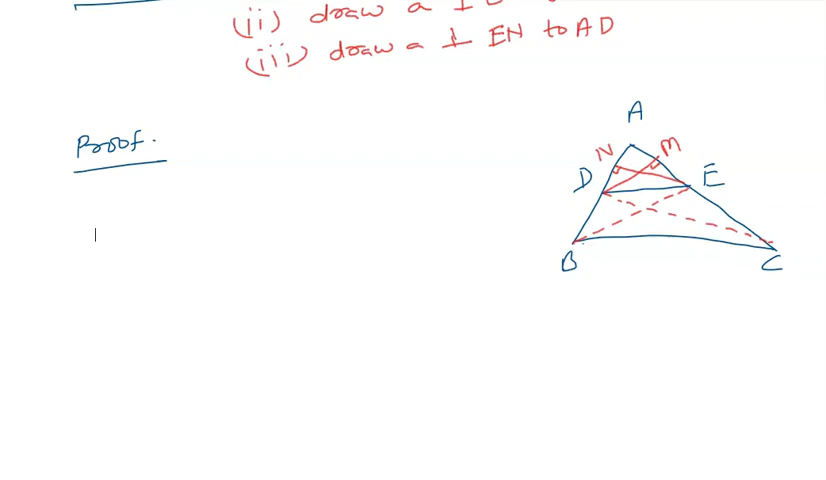 (ii) draw a ⊥
(iii) draw a ⊥ EN to AD
Proof.
A
N M
D E
B C